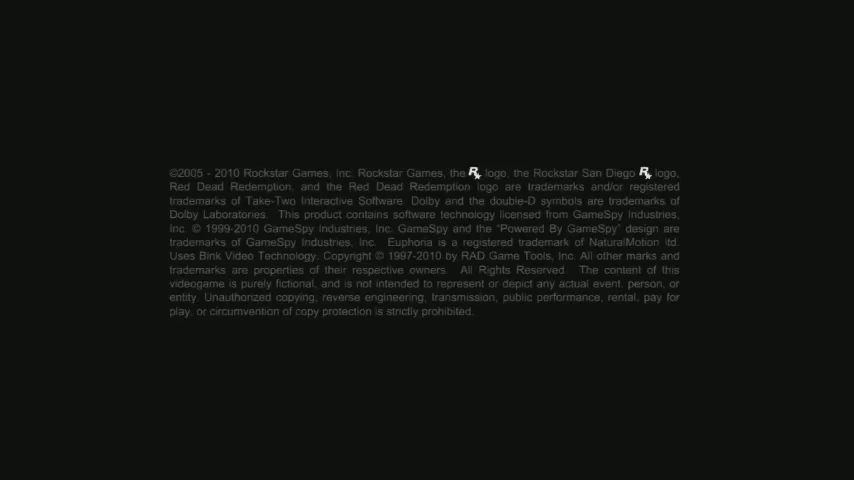 ©2005 - 2010 Rockstar Games, Inc. Rockstar Games, the R logo, the Rockstar San Diego R logo,
Red Dead Redemption, and the Red Dead Redemption logo are trademarks and/or registered
trademarks of Take-Two Interactive Software. Dolby and the double-D symbols are trademarks of
Dolby Laboratories. This product contains software technology licensed from GameSpy Industries,
Inc. © 1999-2010 GameSpy Industries, Inc. GameSpy and the “Powered By GameSpy” design are
trademarks of GameSpy Industries, Inc. Euphoria is a registered trademark of NaturalMotion ltd.
Uses Bink Video Technology. Copyright © 1997-2010 by RAD Game Tools, Inc. All other marks and
trademarks are properties of their respective owners. All Rights Reserved. The content of this
videogame is purely fictional, and is not intended to represent or depict any actual event, person, or
entity. Unauthorized copying, reverse engineering, transmission, public performance, rental, pay for
play, or circumvention of copy protection is strictly prohibited.